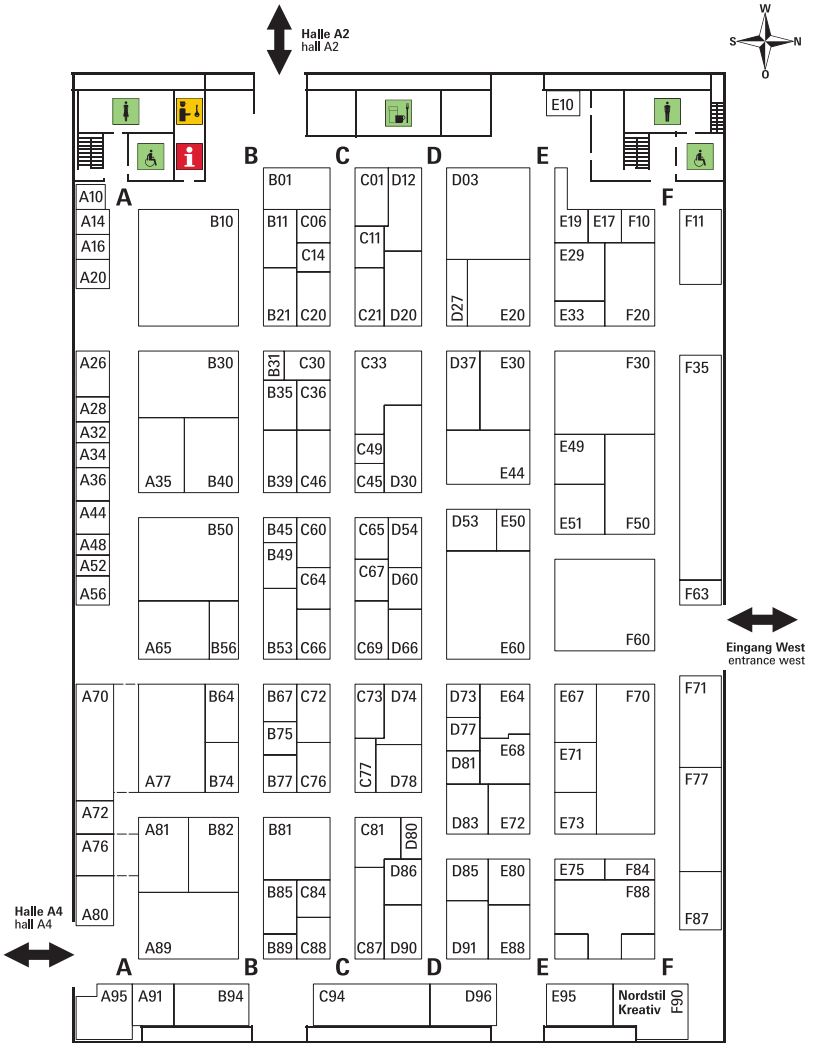 W
S N
O
Halle A2
hall A2
E10
i
B C D E
A F
B01 C01 D12 D03
A10
A14 B10 B11 C06 E19 E17 F10 F11
A16 C11
C14 E29
A20
D27
B21 C20 C21 D20 E20 E33 F20
A26 B30 B31 C30 C33 D37 E30 F30 F35
B35 C36
A28
A32
A34 C49 E49
A36 A35 B40 B39 C46 C45 D30 E44
A44
B50 B45 C60 C65 D54 D53 E50 E51 F50
A48 B49
A52 C64 C67 D60
A56 F63
A65 B56 B53 C66 C69 D66 E60 F60
Eingang West
entrance west
A70 B64 B67 C72 C73 D74 D73 E64 E67 F70 F71
B75 D77
E68 E71
D81
C77
A77 B74 B77 C76 D78 F77
A72
A81 B82 B81 C81 D80 D83 E72 E73
A76
D86 D85 E80 E75 F84
B85 C84 F88
Halle A4
hall A4
A80 F87
A89 B89 C88 C87 D90 D91 E88
A B C D E F
A95 A91 B94 C94 D96 E95 Nordstil
Kreativ F90